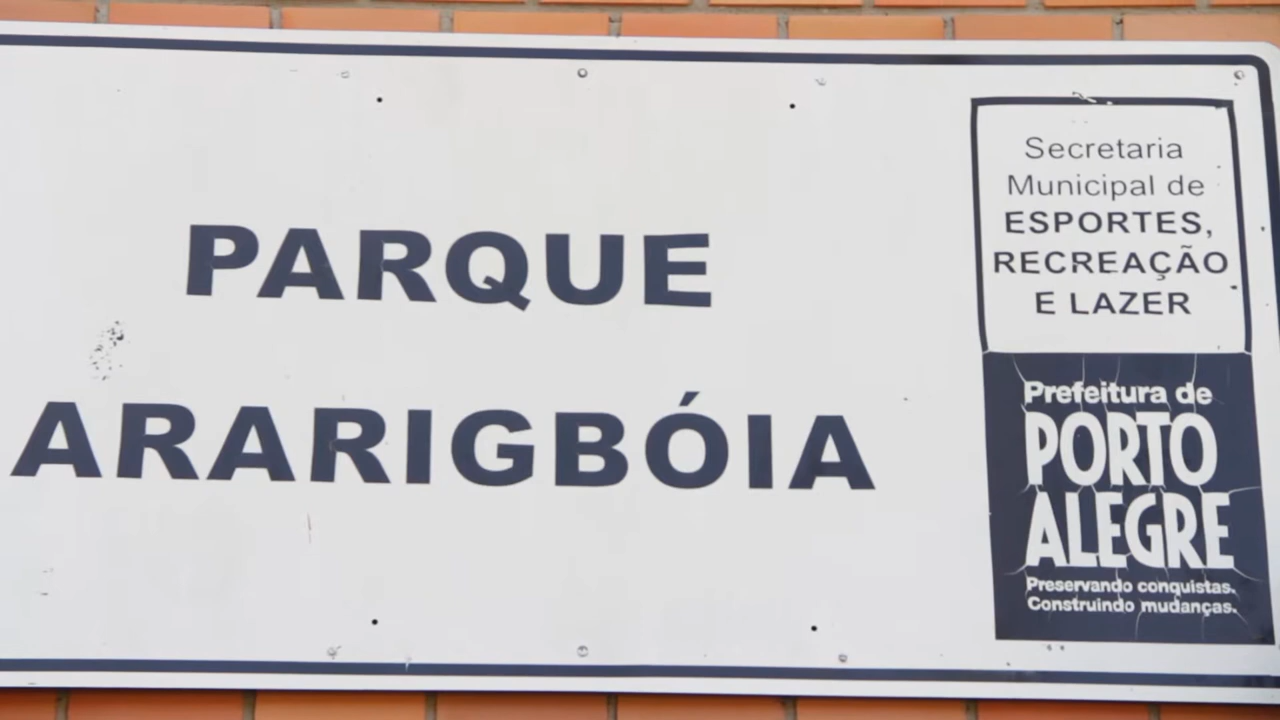 PARQUE
ARARIGBÓIA
Secretaria
Municipal de
ESPORTES,
RECREAÇÃO
E LAZER
Prefeitura de
PORTO
ALEGRE
Preservando conquistas.
Construindo mudanças.